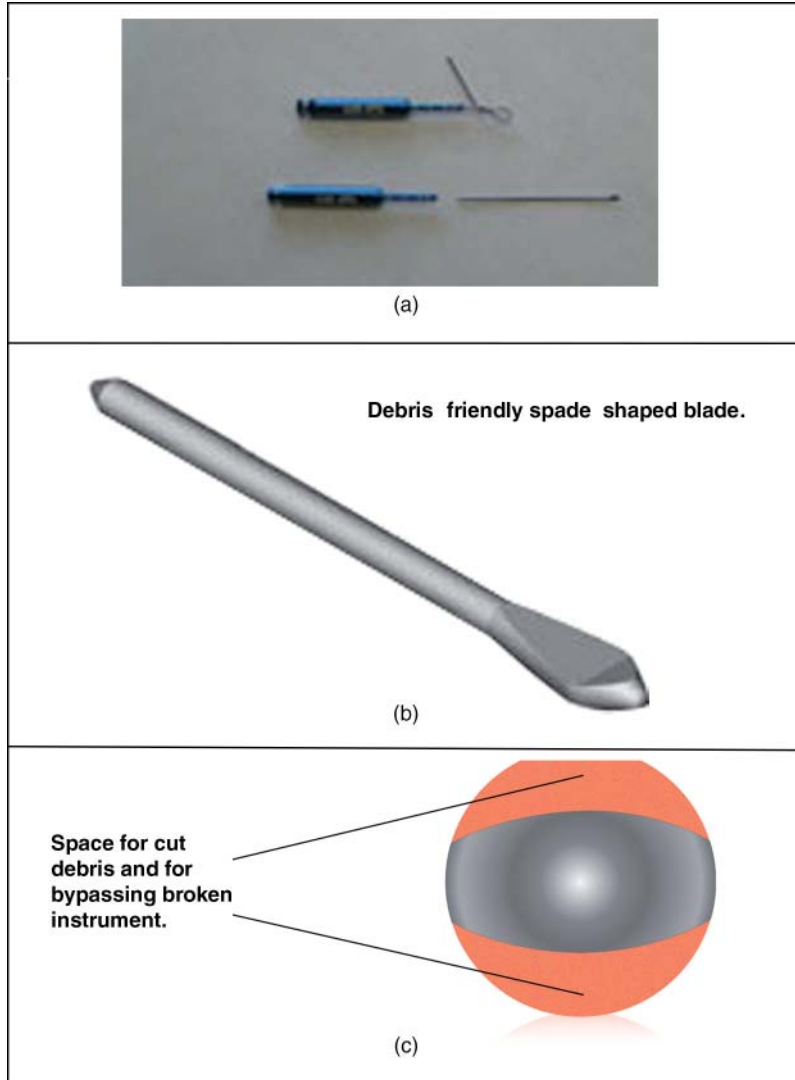 (a)
Debris friendly spade shaped blade.
(b)
Space for cut
debris and for
bypassing broken
instrument.
(c)